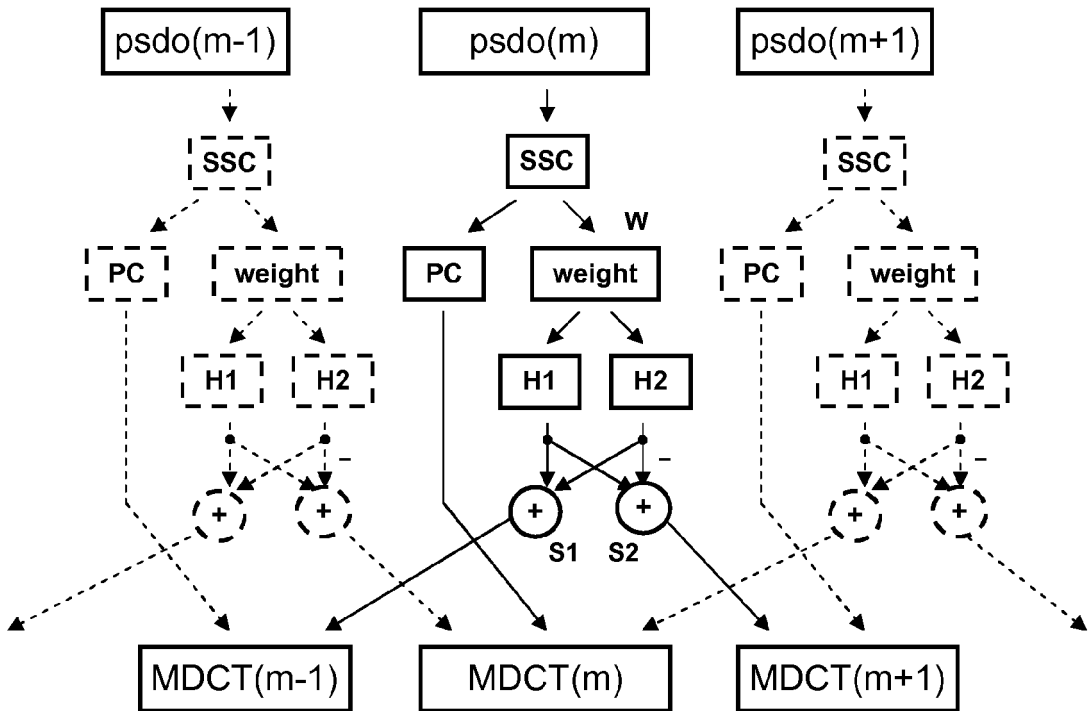 psdo(m-1) psdo(m) psdo(m+1)
SSC SSC SSC
W
PC weight PC weight PC weight
H1 H2 H1 H2 H1 H2
– – –
+ + + + + +
S1 S2
MDCT(m-1) MDCT(m) MDCT(m+1)